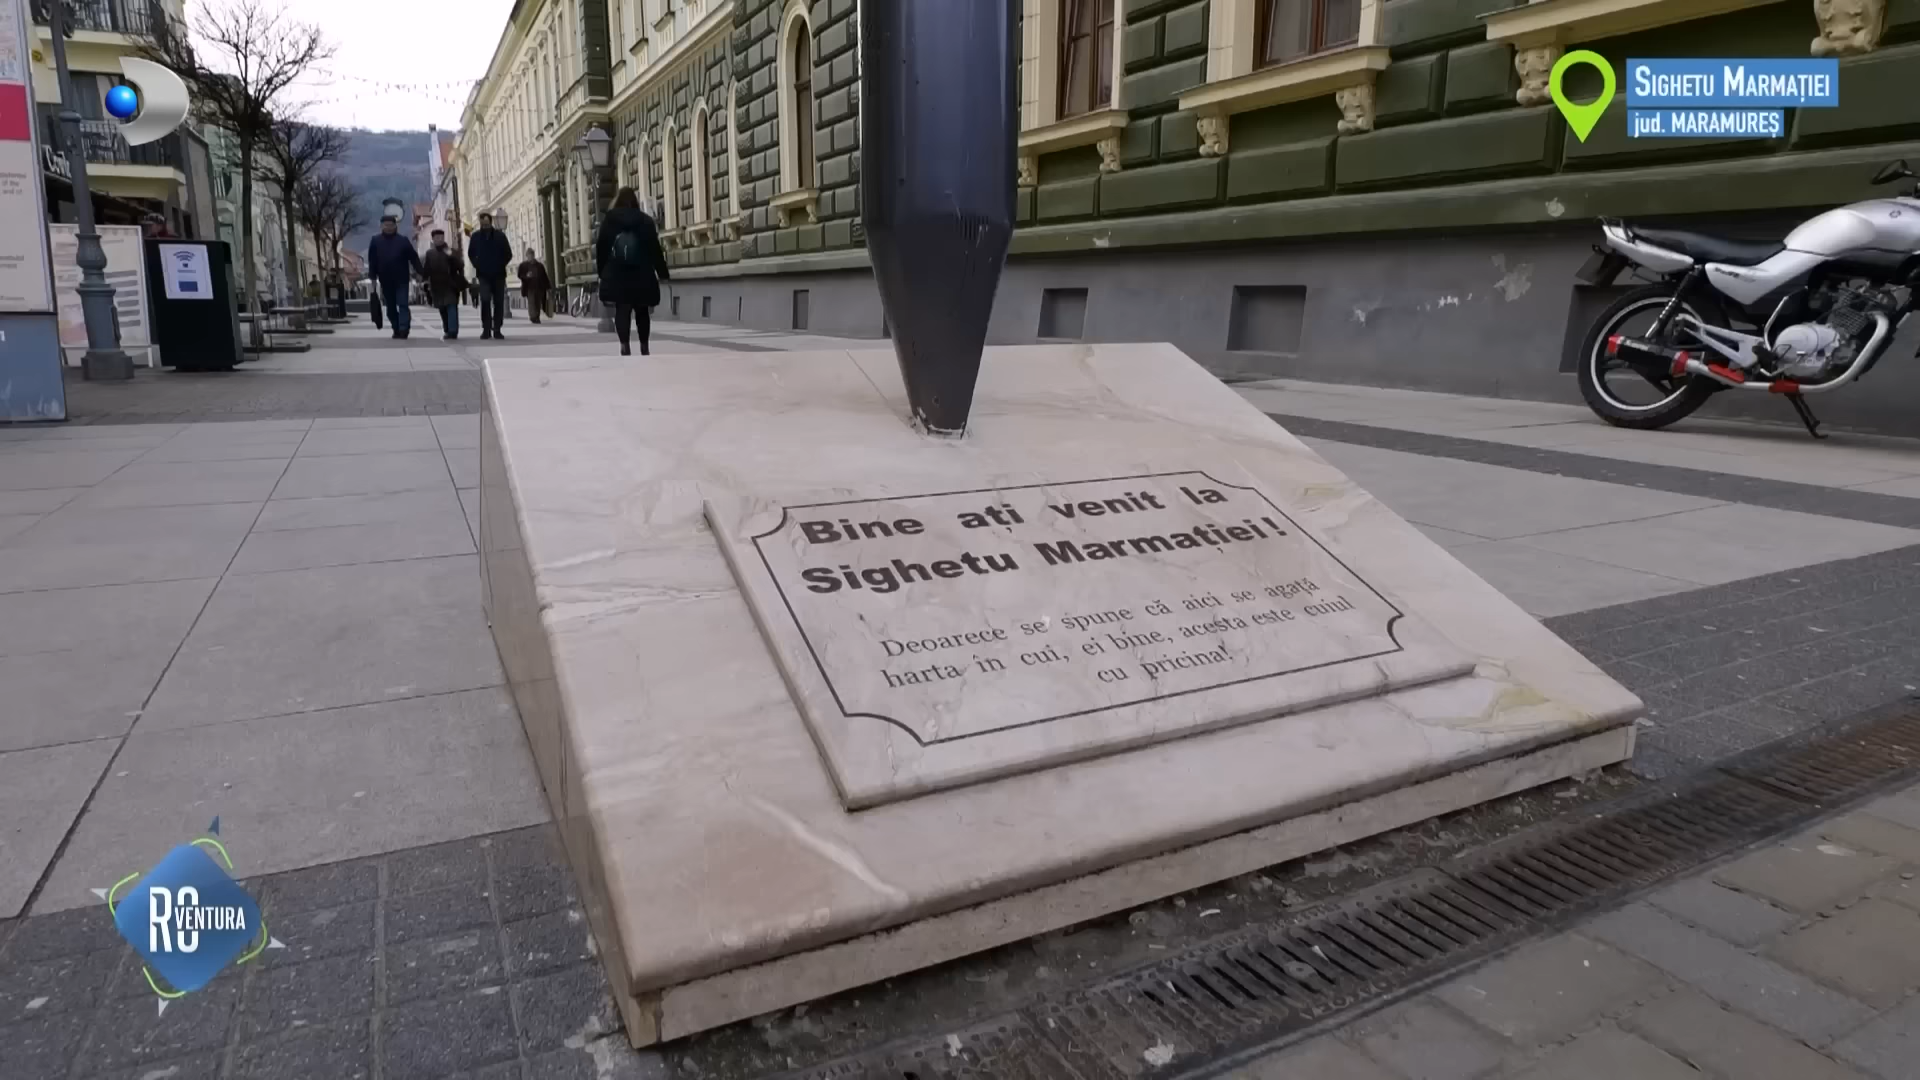 SIGHETU MARMAȚIEI
jud. MARAMUREȘ
Bine ați venit la
Sighetu Marmației!
Deoarece se spune că aici se agață
harta în cui, ei bine, acesta este cuiul
cu pricina!
RO
VENTURA